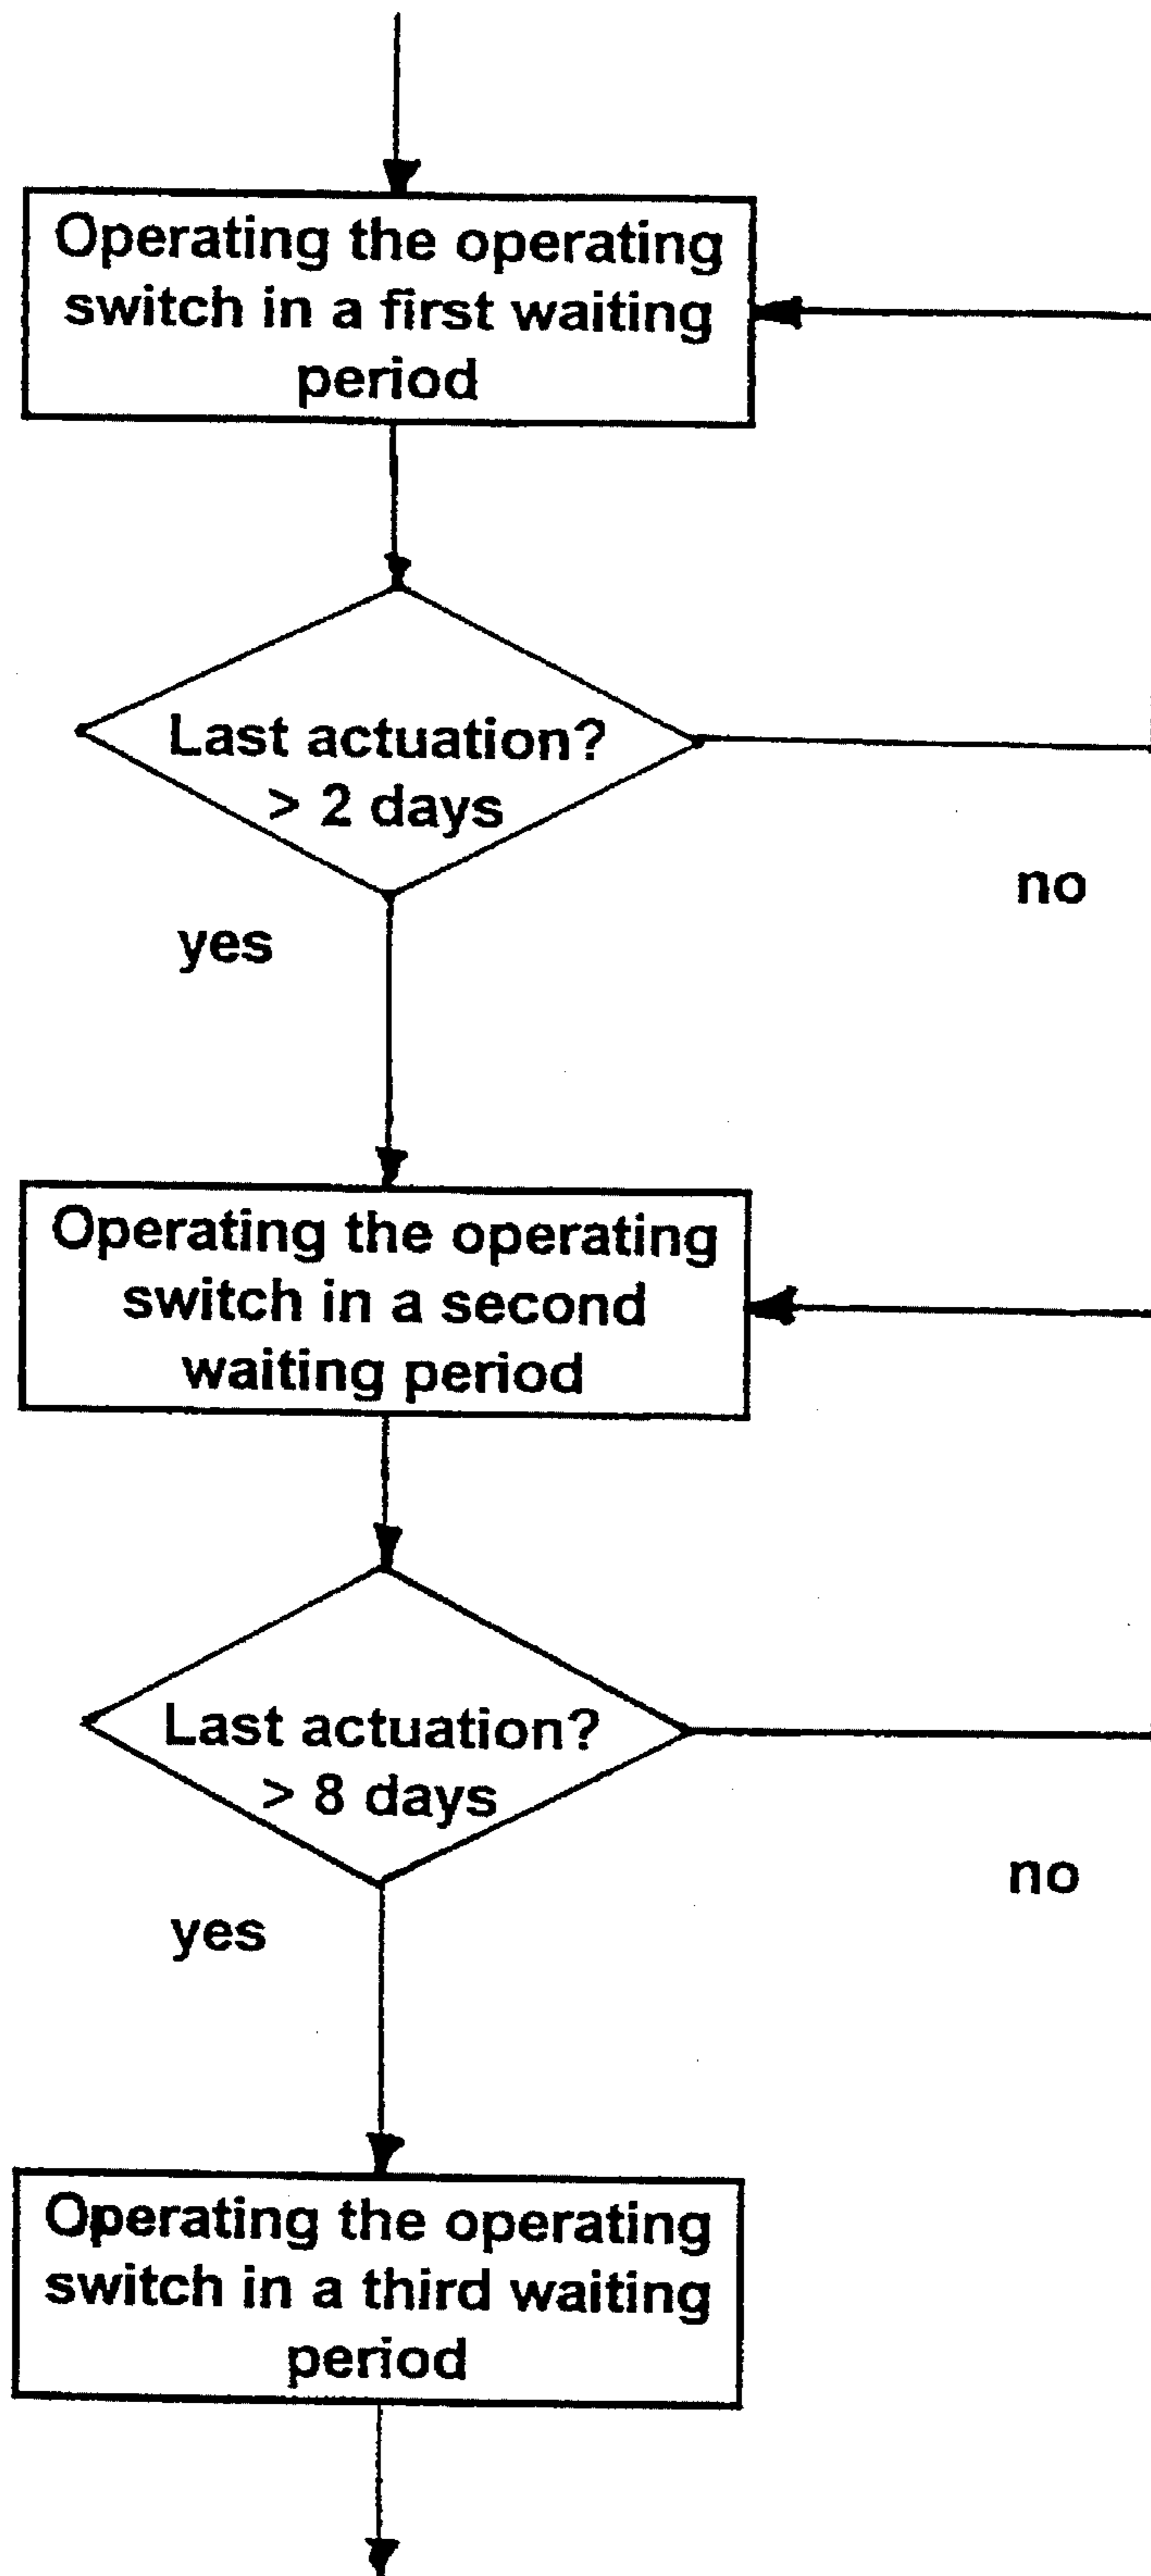 Operating the operating
switch in a first waiting
period
Last actuation?
> 2 days
no
yes
Operating the operating
switch in a second
waiting period
Last actuation?
> 8 days
no
yes
Operating the operating
switch in a third waiting
period